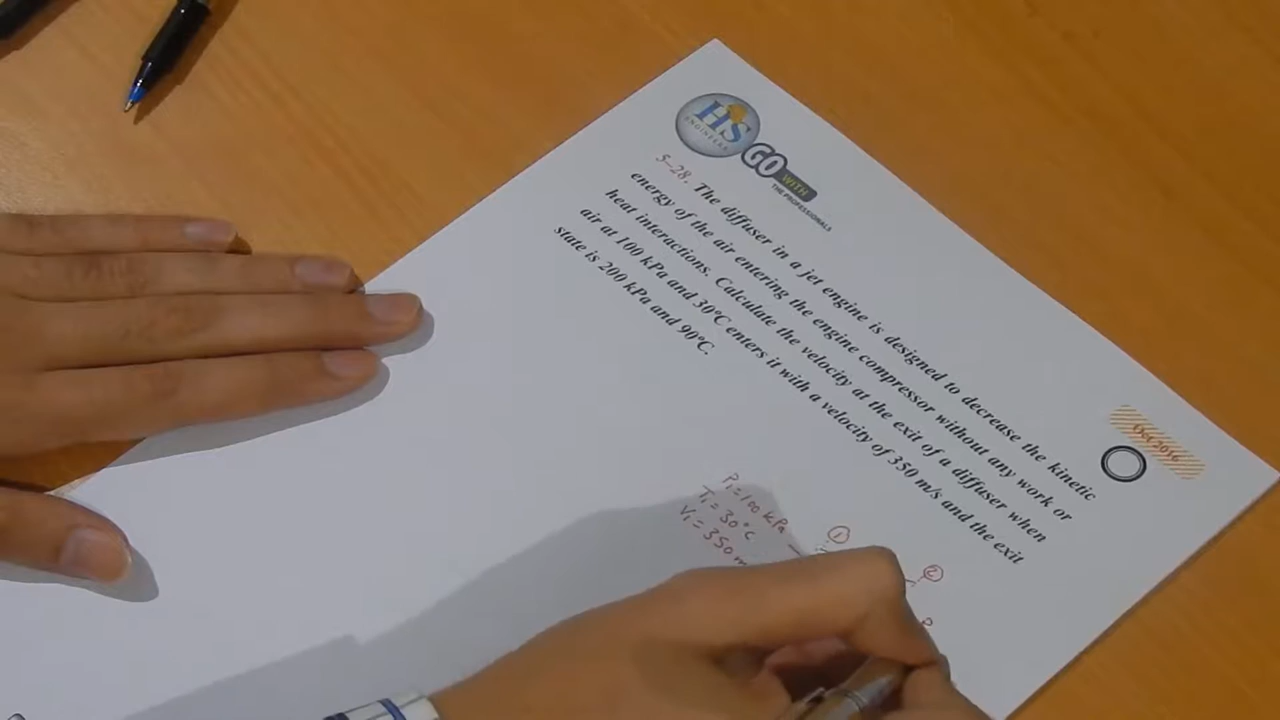 HS
ENGINEERS
GO
WITH
THE PROFESSIONALS
5-28. The diffuser in a jet engine is designed to decrease the kinetic
energy of the air entering the engine compressor without any work or
heat interactions. Calculate the velocity at the exit of a diffuser when
air at 100 kPa and 30°C enters it with a velocity of 350 m/s and the exit
state is 200 kPa and 90°C.
Oct 2016
P₁ = 100 kPa
T₁ = 30°C
V₁ = 350 m
1
2
P